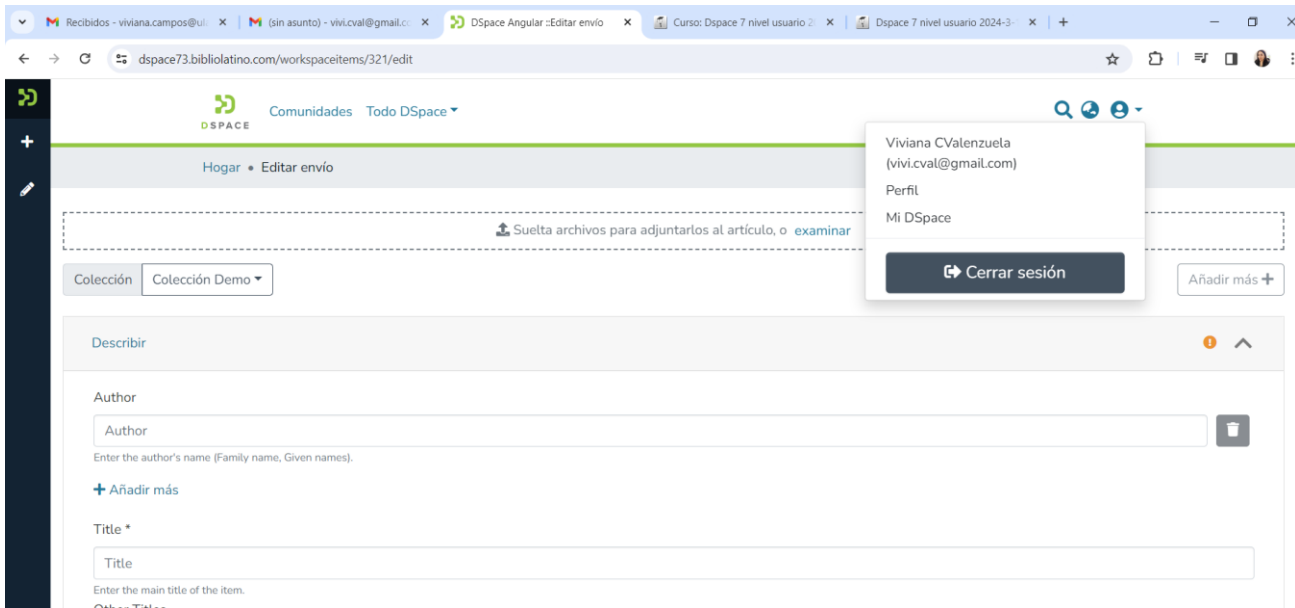 Recibidos - viviana.campos@ul
(sin asunto) - vivi.cval@gmail.cc
DSpace Angular ::Editar envío
Curso: Dspace 7 nivel usuario 2
Dspace 7 nivel usuario 2024-3-
dspace73.bibliolatino.com/workspaceitems/321/edit
DSPACE
Comunidades Todo DSpace
Viviana CValenzuela
(vivi.cval@gmail.com)
Perfil
Mi DSpace
Cerrar sesión
Hogar • Editar envío
Suelta archivos para adjuntarlos al artículo, o examinar
Colección Colección Demo
Añadir más
Describir
Author
Author
Enter the author's name (Family name, Given names).
Añadir más
Title *
Title
Enter the main title of the item.
Other Titles